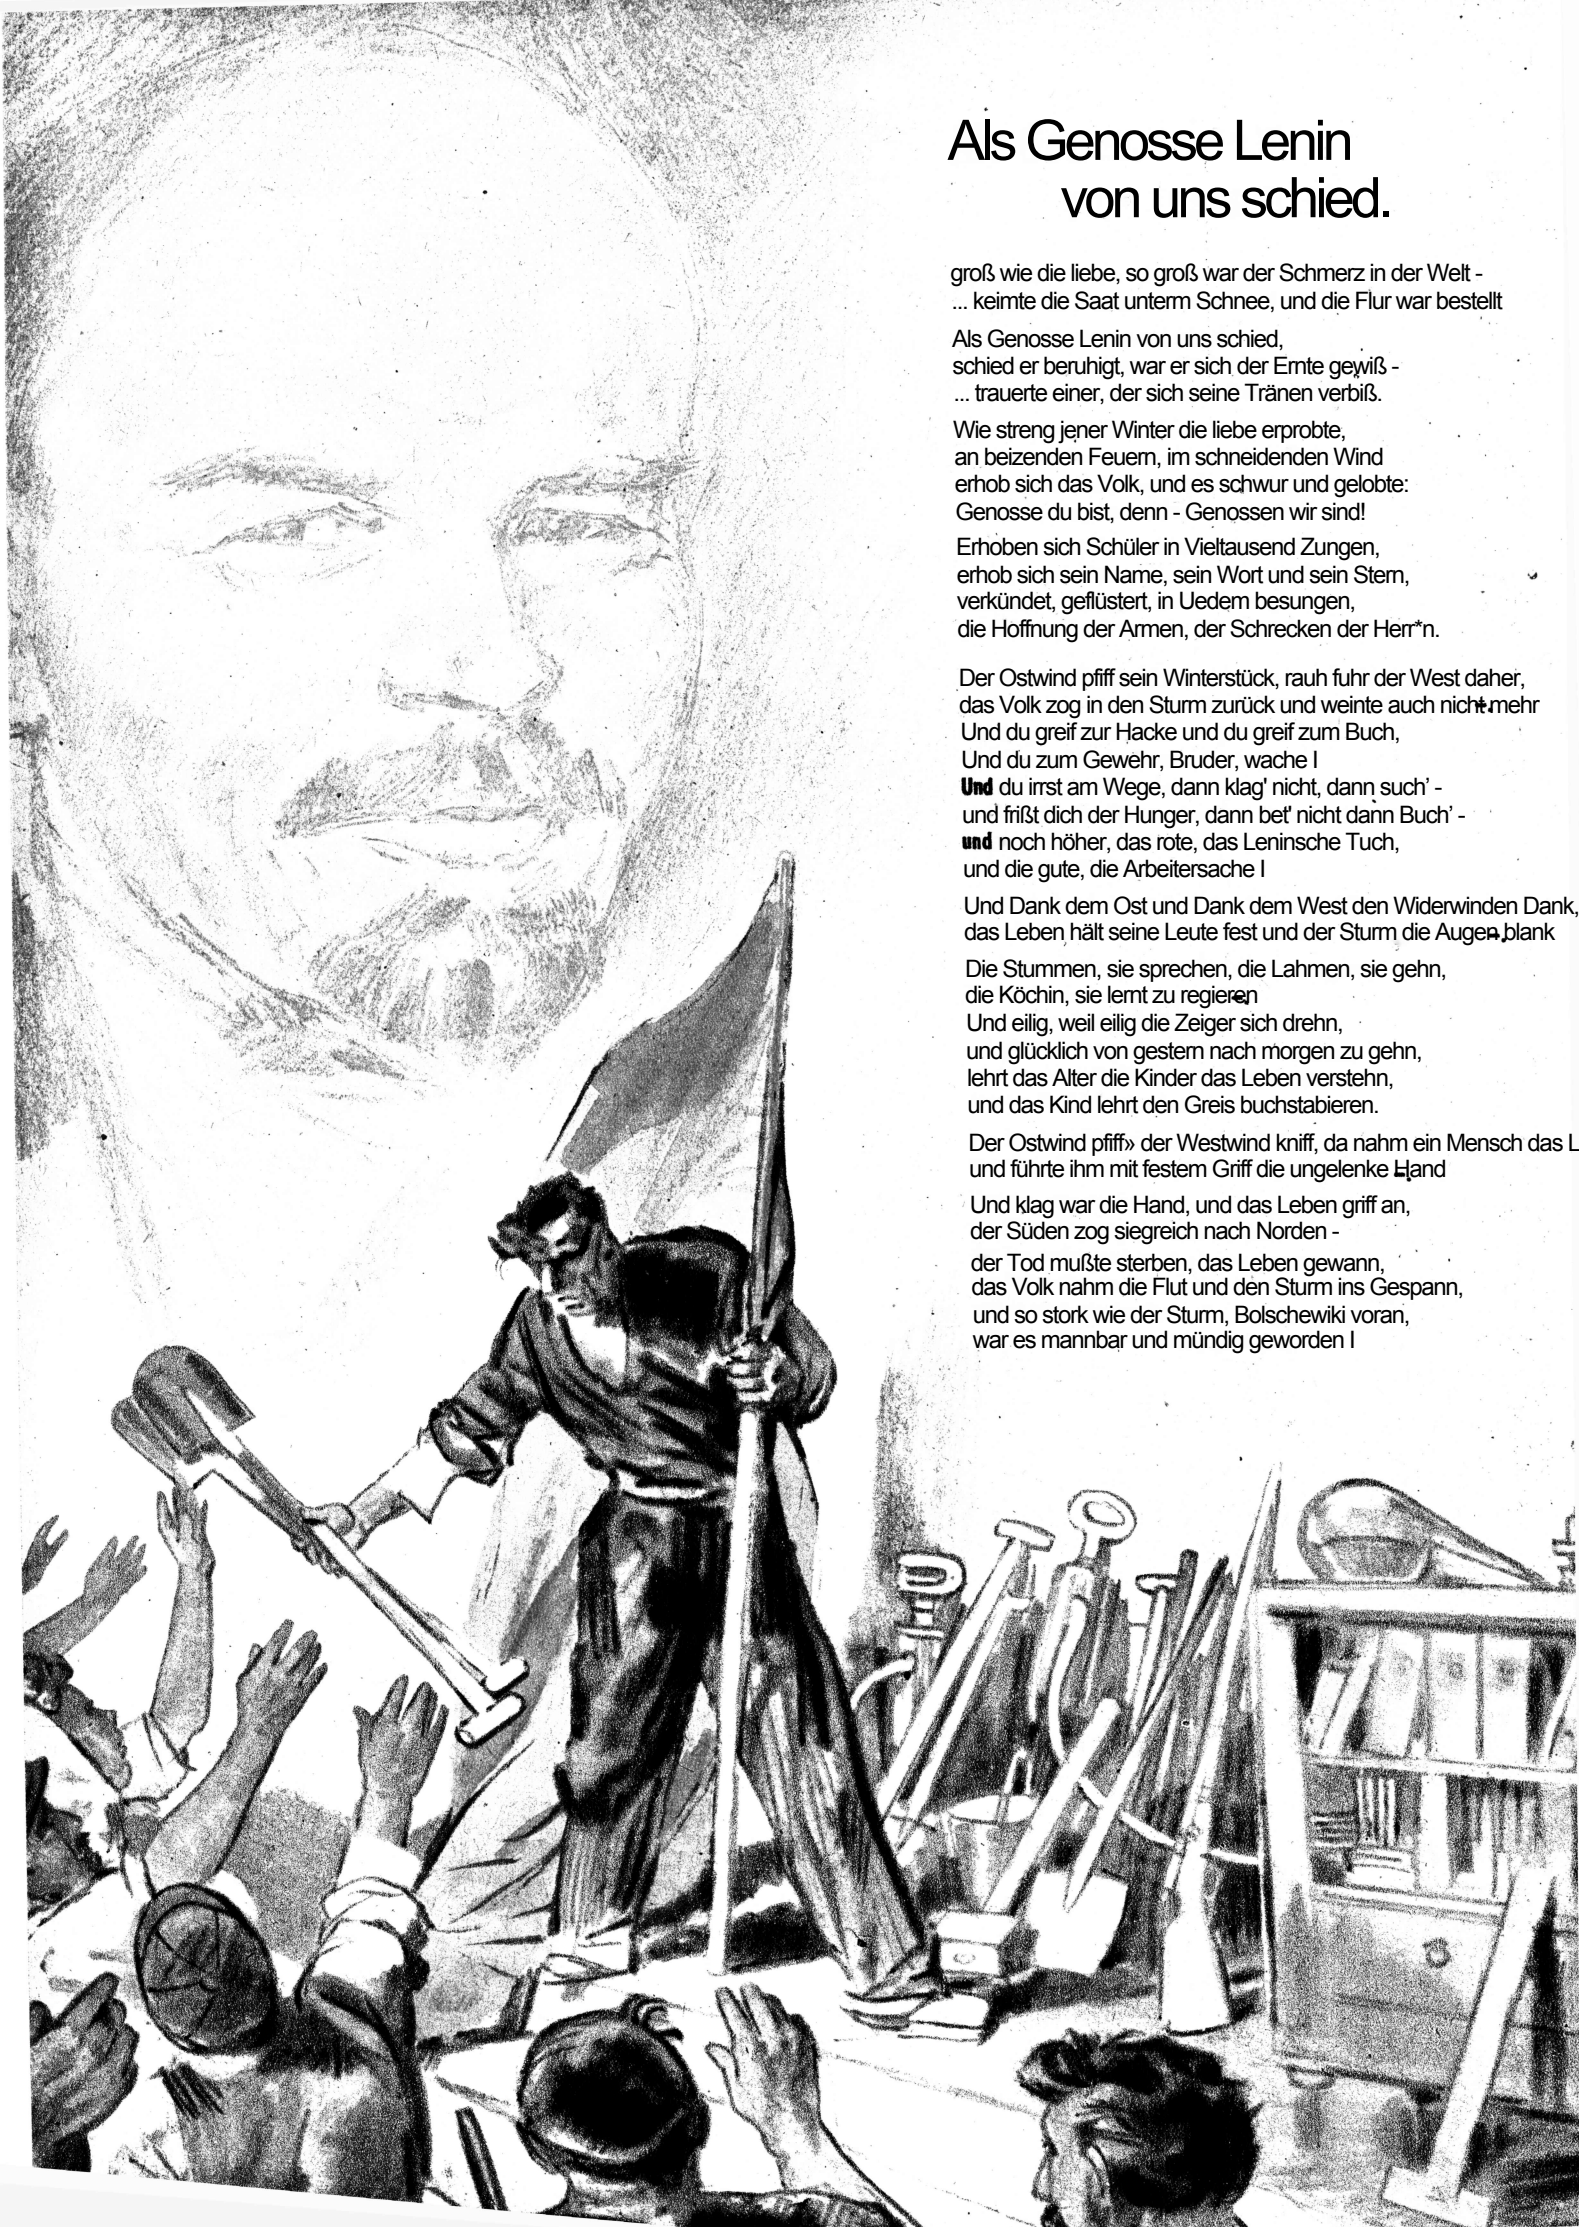 Als Genosse Lenin
von uns schied.
groß wie die liebe, so groß war der Schmerz in der Welt -
... keimte die Saat unterm Schnee, und die Flur war bestellt
Als Genosse Lenin von uns schied,
schied er beruhigt, war er sich der Ernte gewiß -
... trauerte einer, der sich seine Tränen verbiß.
Wie streng jener Winter die liebe erprobte,
an beizenden Feuern, im schneidenden Wind
erhob sich das Volk, und es schwur und gelobte:
Genosse du bist, denn - Genossen wir sind!
Erhoben sich Schüler in Vieltausend Zungen,
erhob sich sein Name, sein Wort und sein Stern,
verkündet, geflüstert, in Uedem besungen,
die Hoffnung der Armen, der Schrecken der Herr*n.
Der Ostwind pfiff sein Winterstück, rauh fuhr der West daher,
das Volk zog in den Sturm zurück und weinte auch nicht mehr
Und du greif zur Hacke und du greif zum Buch,
Und du zum Gewehr, Bruder, wache I
Und du irrst am Wege, dann klag' nicht, dann such’ -
und frißt dich der Hunger, dann bet' nicht dann Buch’ -
und noch höher, das rote, das Leninsche Tuch,
und die gute, die Arbeitersache I
Und Dank dem Ost und Dank dem West den Widerwinden Dank,
das Leben hält seine Leute fest und der Sturm die Augen blank
Die Stummen, sie sprechen, die Lahmen, sie gehn,
die Köchin, sie lernt zu regieren
Und eilig, weil eilig die Zeiger sich drehn,
und glücklich von gestern nach morgen zu gehn,
lehrt das Alter die Kinder das Leben verstehn,
und das Kind lehrt den Greis buchstabieren.
Der Ostwind pfiff» der Westwind kniff, da nahm ein Mensch das L
und führte ihm mit festem Griff die ungelenke Hand
Und klag war die Hand, und das Leben griff an,
der Süden zog siegreich nach Norden -
der Tod mußte sterben, das Leben gewann,
das Volk nahm die Flut und den Sturm ins Gespann,
und so stork wie der Sturm, Bolschewiki voran,
war es mannbar und mündig geworden I